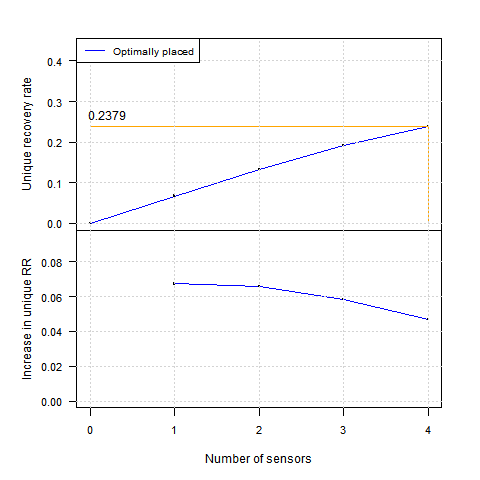 Optimally placed
0.2379
Unique recovery rate
0.4
0.3
0.2
0.1
0.0
Increase in unique RR
0.08
0.06
0.04
0.02
0.00
0 1 2 3 4
Number of sensors